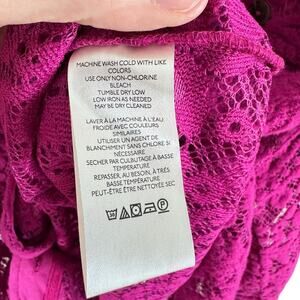 MACHINE WASH COLD WITH LIKE
COLORS
USE ONLY NON-CHLORINE
BLEACH
TUMBLE DRY LOW
LOW IRON AS NEEDED
MAY BE DRY CLEANED
LAVER À LA MACHINE À L'EAU
FROIDE AVEC COULEURS
SIMILAIRES
UTILISER UN AGENT DE
BLANCHIMENT SANS CHLORE SI
NÉCESSAIRE
SECHER PAR CULBUTAGE À BASSE
TEMPERATURE
REPASSER, AU BESOIN, À TRÈS
BASSE TEMPÉRATURE
PEUT-ÊTRE ÊTRE NETTOYÉE SEC